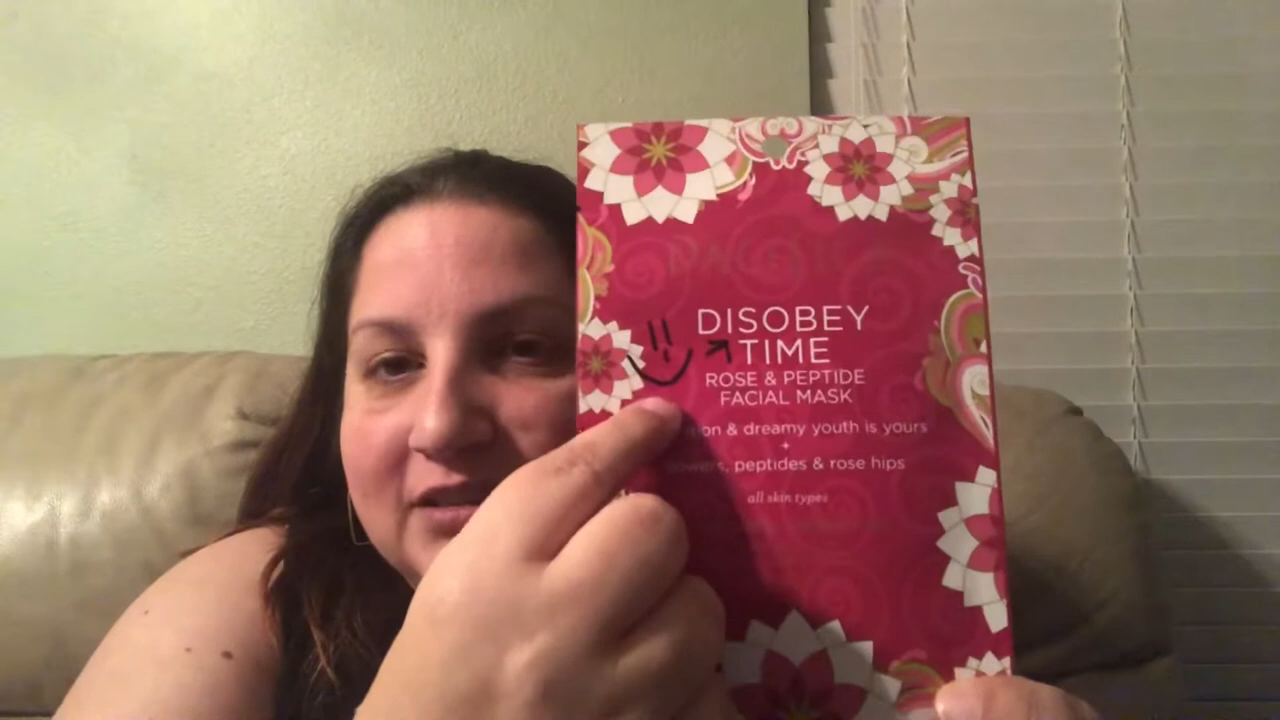 DISOBEY
TIME
ROSE & PEPTIDE
FACIAL MASK
& dreamy youth is yours
+
peptides & rose hips
all skin types